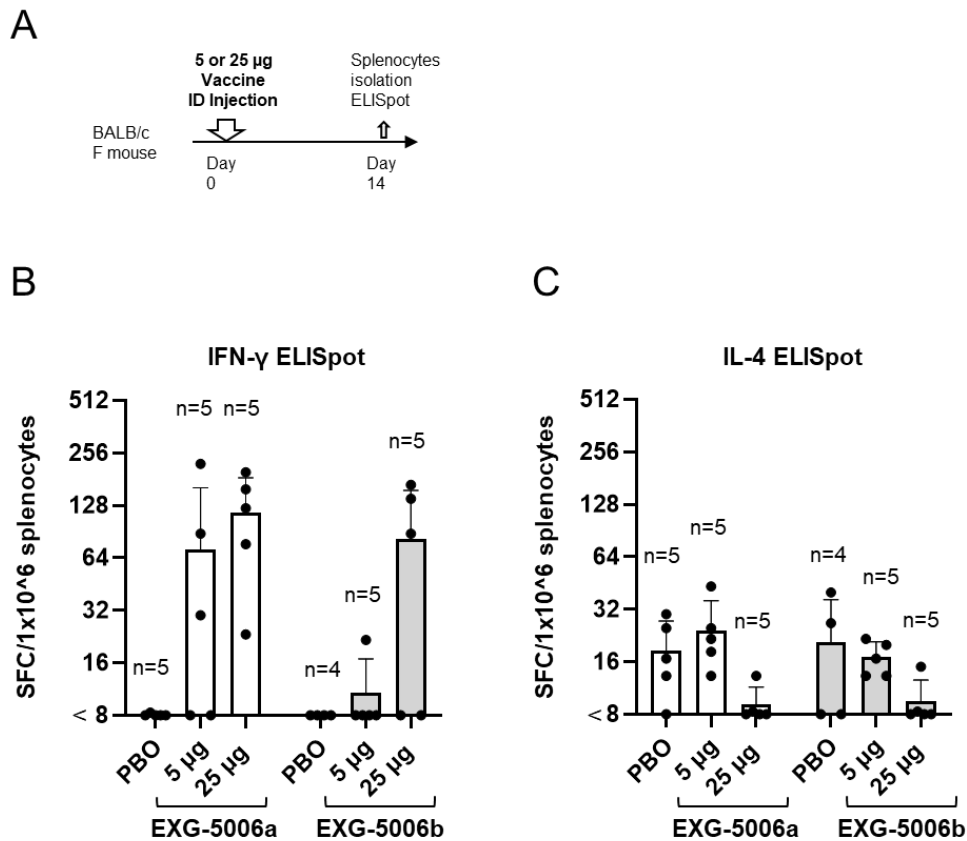 A
5 or 25 µg
Vaccine
ID Injection
Splenocytes
isolation
ELISpot
BALB/c
F mouse
Day
0
Day
14
B
IFN-γ ELISpot
SFC/1x10^6 splenocytes
512
256
128
64
32
16
< 8
n=5
n=5
n=5
n=4
n=5
n=5
PBO
5 µg
25 µg
PBO
5 µg
25 µg
EXG-5006a
EXG-5006b
C
IL-4 ELISpot
SFC/1x10^6 splenocytes
512
256
128
64
32
16
< 8
n=5
n=5
n=5
n=4
n=5
n=5
PBO
5 µg
25 µg
PBO
5 µg
25 µg
EXG-5006a
EXG-5006b